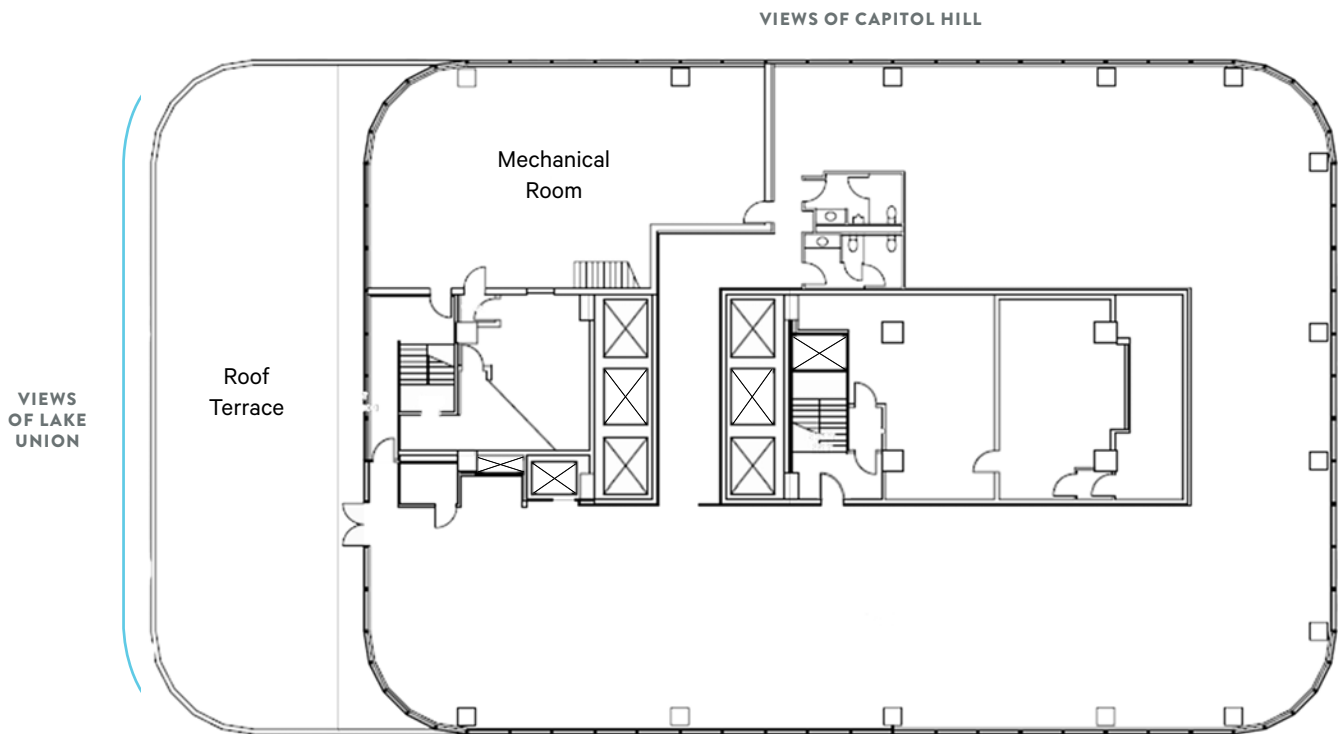 VIEWS OF CAPITOL HILL
Mechanical
Room
Roof
Terrace
VIEWS
OF LAKE
UNION